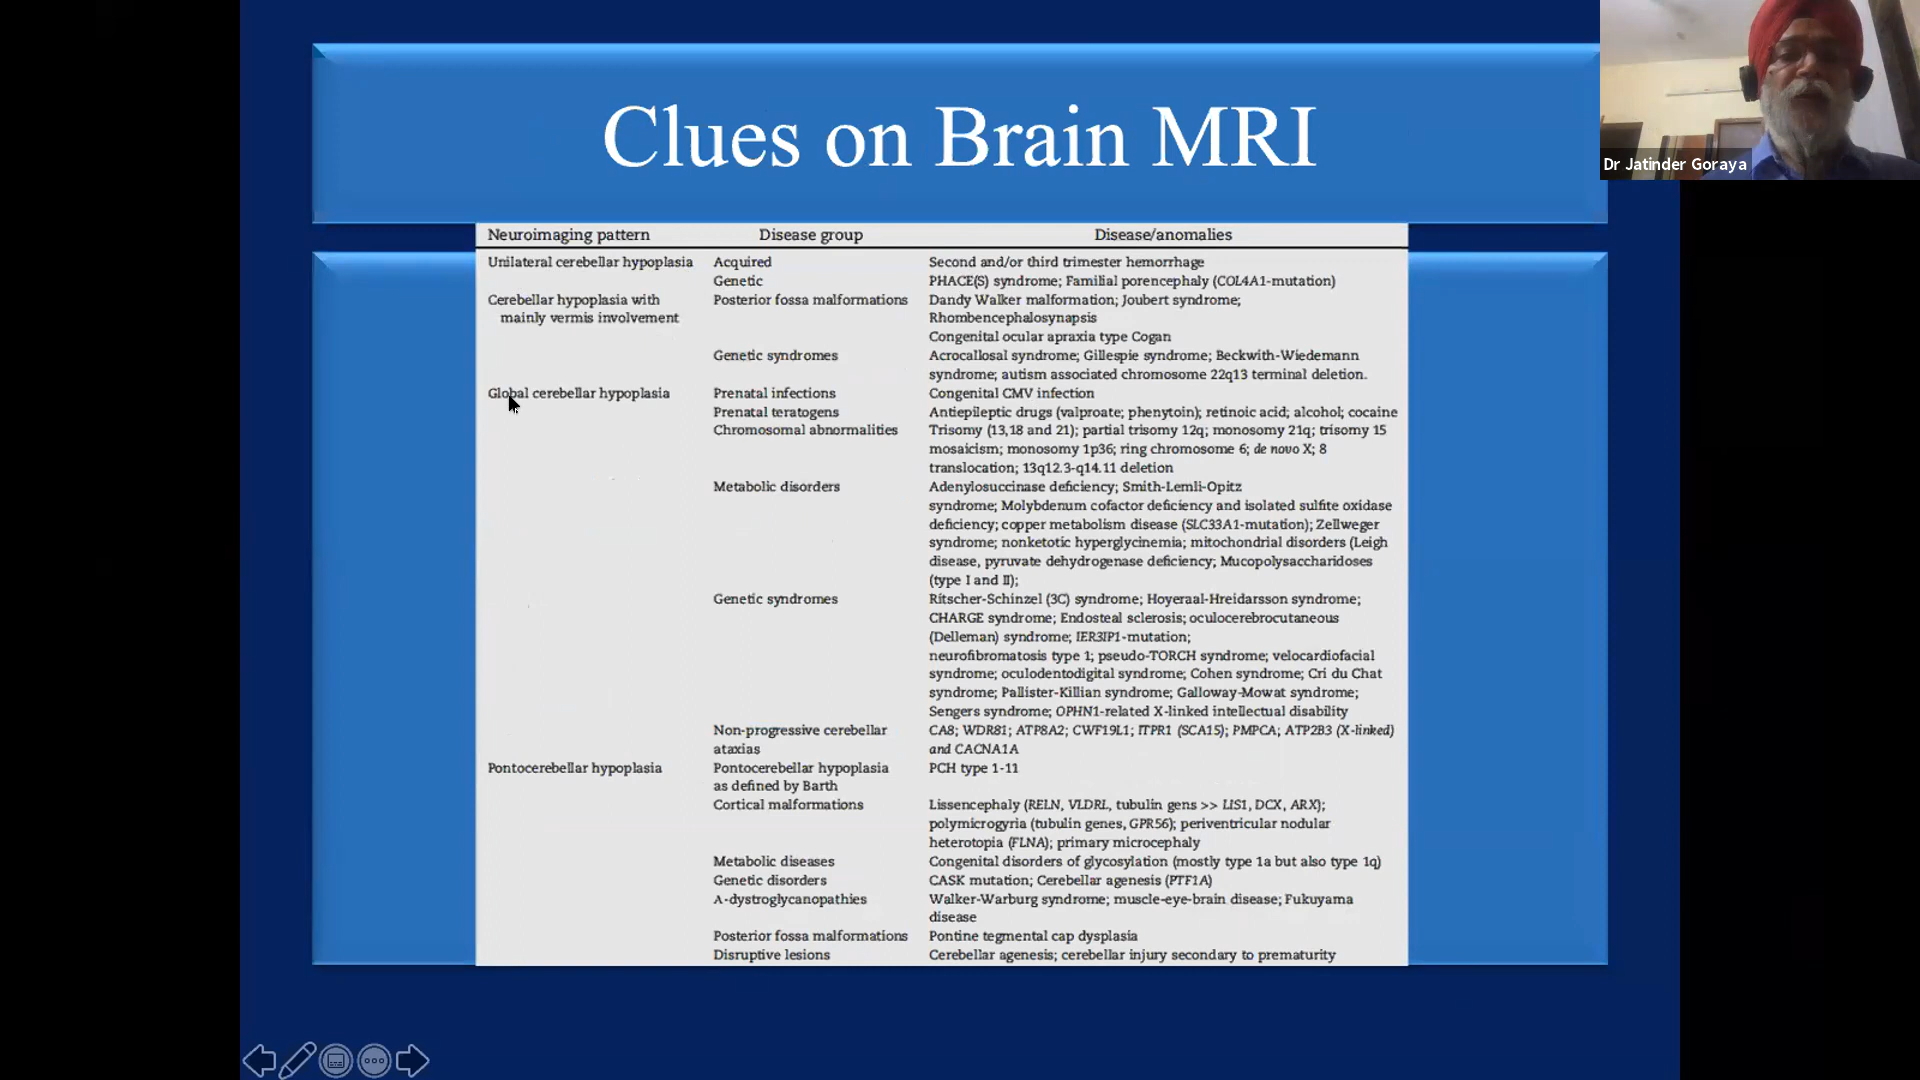 Clues on Brain MRI
Dr Jatinder Goraya
Neuroimaging pattern Disease group Disease/anomalies
Unilateral cerebellar hypoplasia Acquired Second and/or third trimester hemorrhage
Genetic PHACE(S) syndrome; Familial porencephaly (COL4A1-mutation)
Cerebellar hypoplasia with Posterior fossa malformations Dandy Walker malformation; Joubert syndrome;
mainly vermis involvement Rhombencephalosynapsis
Congenital ocular apraxia type Cogan
Genetic syndromes Acrocallosal syndrome; Gillespie syndrome; Beckwith-Wiedemann
syndrome; autism associated chromosome 22q13 terminal deletion.
Global cerebellar hypoplasia Prenatal infections Congenital CMV infection
Prenatal teratogens Antiepileptic drugs (valproate; phenytoin); retinoic acid; alcohol; cocaine
Chromosomal abnormalities Trisomy (13,18 and 21); partial trisomy 12q; monosomy 21q; trisomy 15
mosaicism; monosomy 1p36; ring chromosome 6; de novo X; 8
translocation; 13q12.3-q14.11 deletion
Metabolic disorders Adenylosuccinase deficiency; Smith-Lemli-Opitz
syndrome; Molybdenum cofactor deficiency and isolated sulfite oxidase
deficiency; copper metabolism disease (SLC33A1-mutation); Zellweger
syndrome; nonketotic hyperglycinemia; mitochondrial disorders (Leigh
disease, pyruvate dehydrogenase deficiency; Mucopolysaccharidoses
(type I and II);
Genetic syndromes Ritscher-Schinzel (3C) syndrome; Hoyeraal-Hreidarsson syndrome;
CHARGE syndrome; Endosteal sclerosis; oculocerebrocutaneous
(Delleman) syndrome; IER3IP1-mutation;
neurofibromatosis type 1; pseudo-TORCH syndrome; velocardiofacial
syndrome; oculodentodigital syndrome; Cohen syndrome; Cri du Chat
syndrome; Pallister-Killian syndrome; Galloway-Mowat syndrome;
Sengers syndrome; OPHN1-related X-linked intellectual disability
Non-progressive cerebellar CA8; WDR81; ATP8A2; CWF19L1; ITPR1 (SCA15); PMPCA; ATP2B3 (X-linked)
ataxias and CACNA1A
Pontocerebellar hypoplasia Pontocerebellar hypoplasia PCH type 1-11
as defined by Barth
Cortical malformations Lissencephaly (RELN, VLDRL, tubulin gens >> LIS1, DCX, ARX);
polymicrogyria (tubulin genes, GPR56); periventricular nodular
heterotopia (FLNA); primary microcephaly
Metabolic diseases Congenital disorders of glycosylation (mostly type 1a but also type 1q)
Genetic disorders CASK mutation; Cerebellar agenesis (PTF1A)
Λ-dystroglycanopathies Walker-Warburg syndrome; muscle-eye-brain disease; Fukuyama
disease
Posterior fossa malformations Pontine tegmental cap dysplasia
Disruptive lesions Cerebellar agenesis; cerebellar injury secondary to prematurity